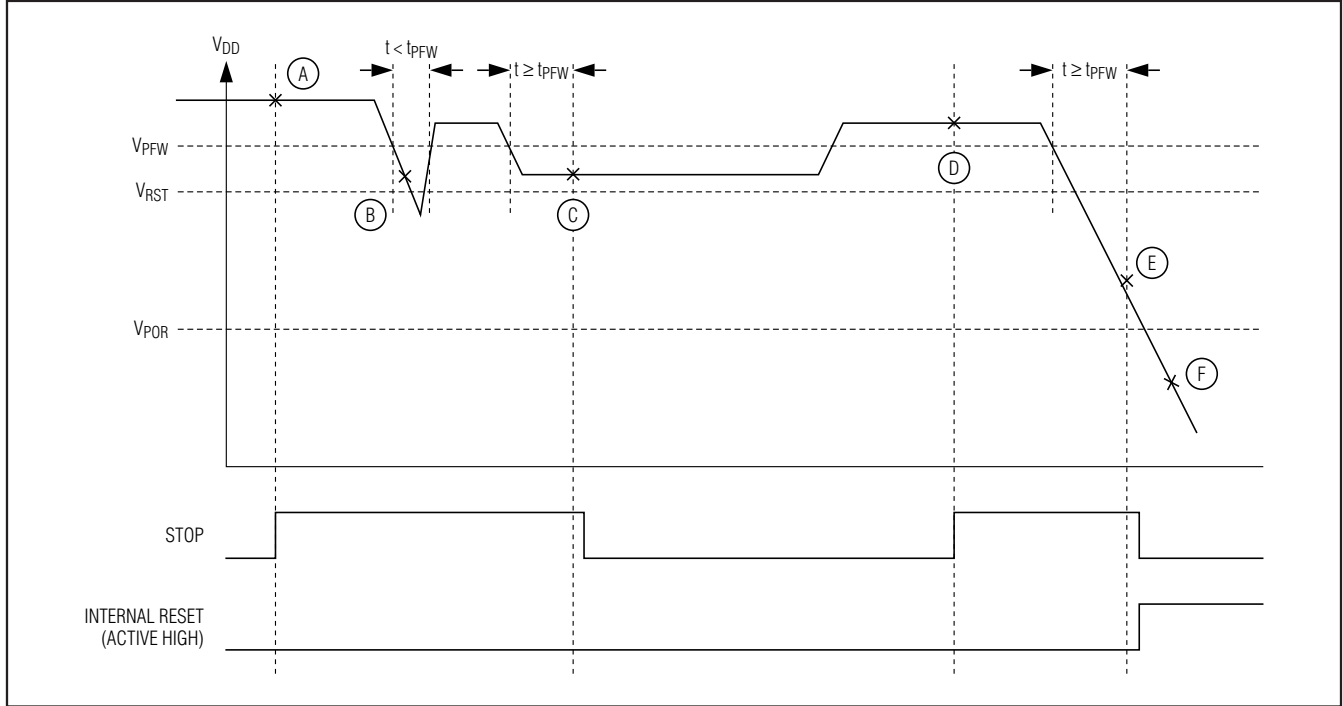 VDD
t < tPFW
A
t ≥ tPFW
t ≥ tPFW
VPFW
D
VRST
B
C
E
VPOR
F
STOP
INTERNAL RESET
(ACTIVE HIGH)